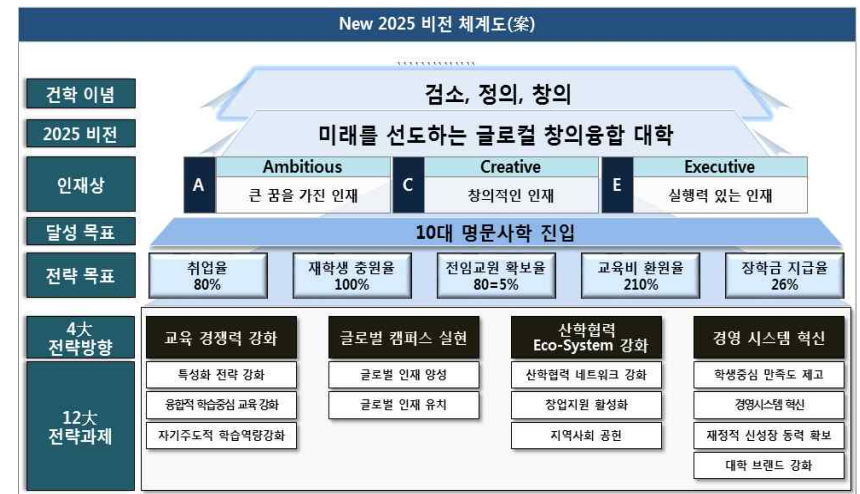 New 2025 비전 체계도(案)
건학 이념
검소, 정의, 창의
2025 비전
미래를 선도하는 글로컬 창의융합 대학
인재상
A
Ambitious
큰 꿈을 가진 인재
C
Creative
창의적인 인재
E
Executive
실행력 있는 인재
달성 목표
10대 명문사학 진입
전략 목표
취업율
80%
재학생 충원율
100%
전임교원 확보율
80=5%
교육비 환원율
210%
장학금 지급율
26%
4大
전략방향
교육 경쟁력 강화
글로벌 캠퍼스 실현
산학협력
Eco-System 강화
경영 시스템 혁신
12大
전략과제
특성화 전략 강화
융합적 학습중심 교육 강화
자기주도적 학습역량강화
글로벌 인재 양성
글로벌 인재 유치
산학협력 네트워크 강화
창업지원 활성화
지역사회 공헌
학생중심 만족도 제고
경영시스템 혁신
재정적 신성장 동력 확보
대학 브랜드 강화